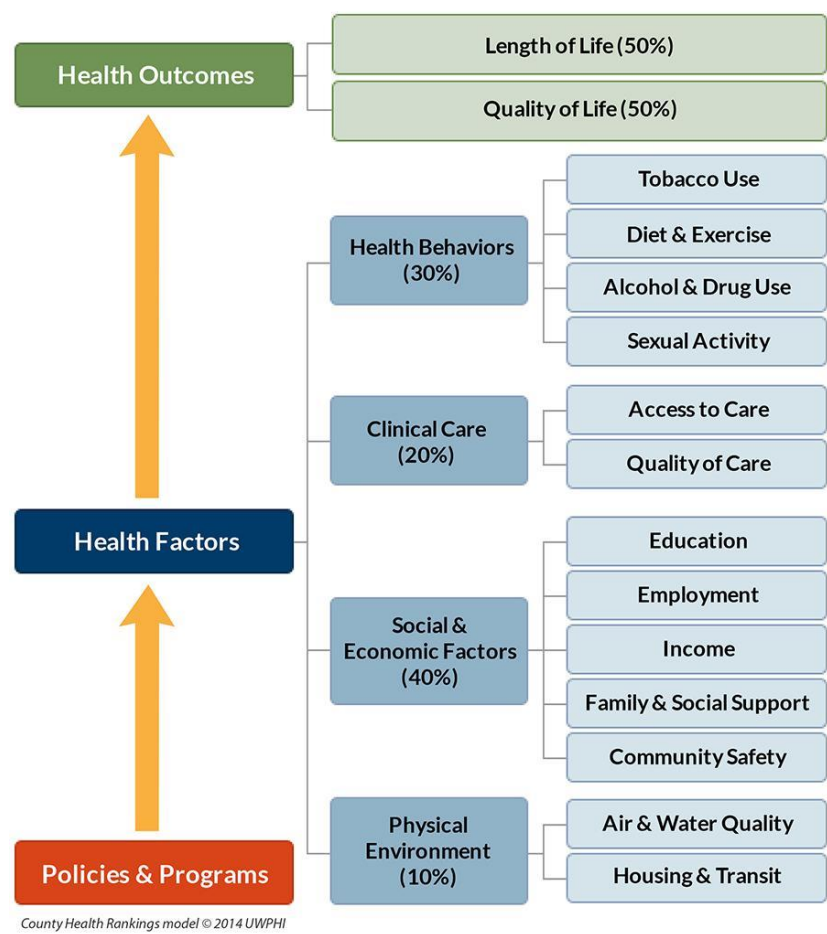 Health Outcomes
Length of Life (50%)
Quality of Life (50%)
Health Factors
Health Behaviors
(30%)
Tobacco Use
Diet & Exercise
Alcohol & Drug Use
Sexual Activity
Clinical Care
(20%)
Access to Care
Quality of Care
Social &
Economic Factors
(40%)
Education
Employment
Income
Family & Social Support
Community Safety
Physical
Environment
(10%)
Air & Water Quality
Housing & Transit
Policies & Programs
County Health Rankings model © 2014 UWPHI